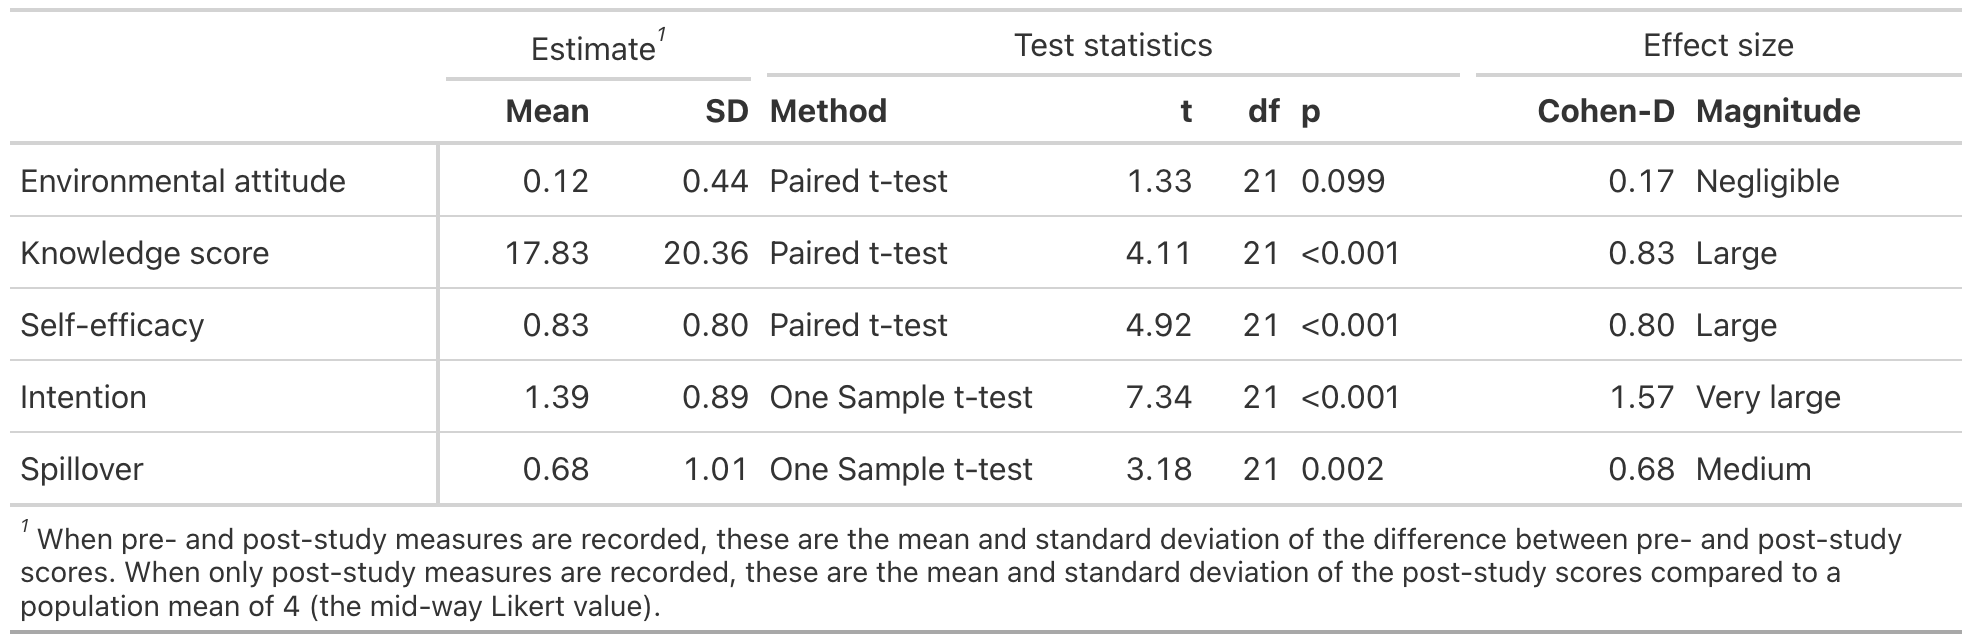 Estimate1 Test statistics Effect size
Mean SD Method t df p Cohen-D Magnitude
Environmental attitude 0.12 0.44 Paired t-test 1.33 21 0.099 0.17 Negligible
Knowledge score 17.83 20.36 Paired t-test 4.11 21 <0.001 0.83 Large
Self-efficacy 0.83 0.80 Paired t-test 4.92 21 <0.001 0.80 Large
Intention 1.39 0.89 One Sample t-test 7.34 21 <0.001 1.57 Very large
Spillover 0.68 1.01 One Sample t-test 3.18 21 0.002 0.68 Medium
1 When pre- and post-study measures are recorded, these are the mean and standard deviation of the difference between pre- and post-study
scores. When only post-study measures are recorded, these are the mean and standard deviation of the post-study scores compared to a
population mean of 4 (the mid-way Likert value).